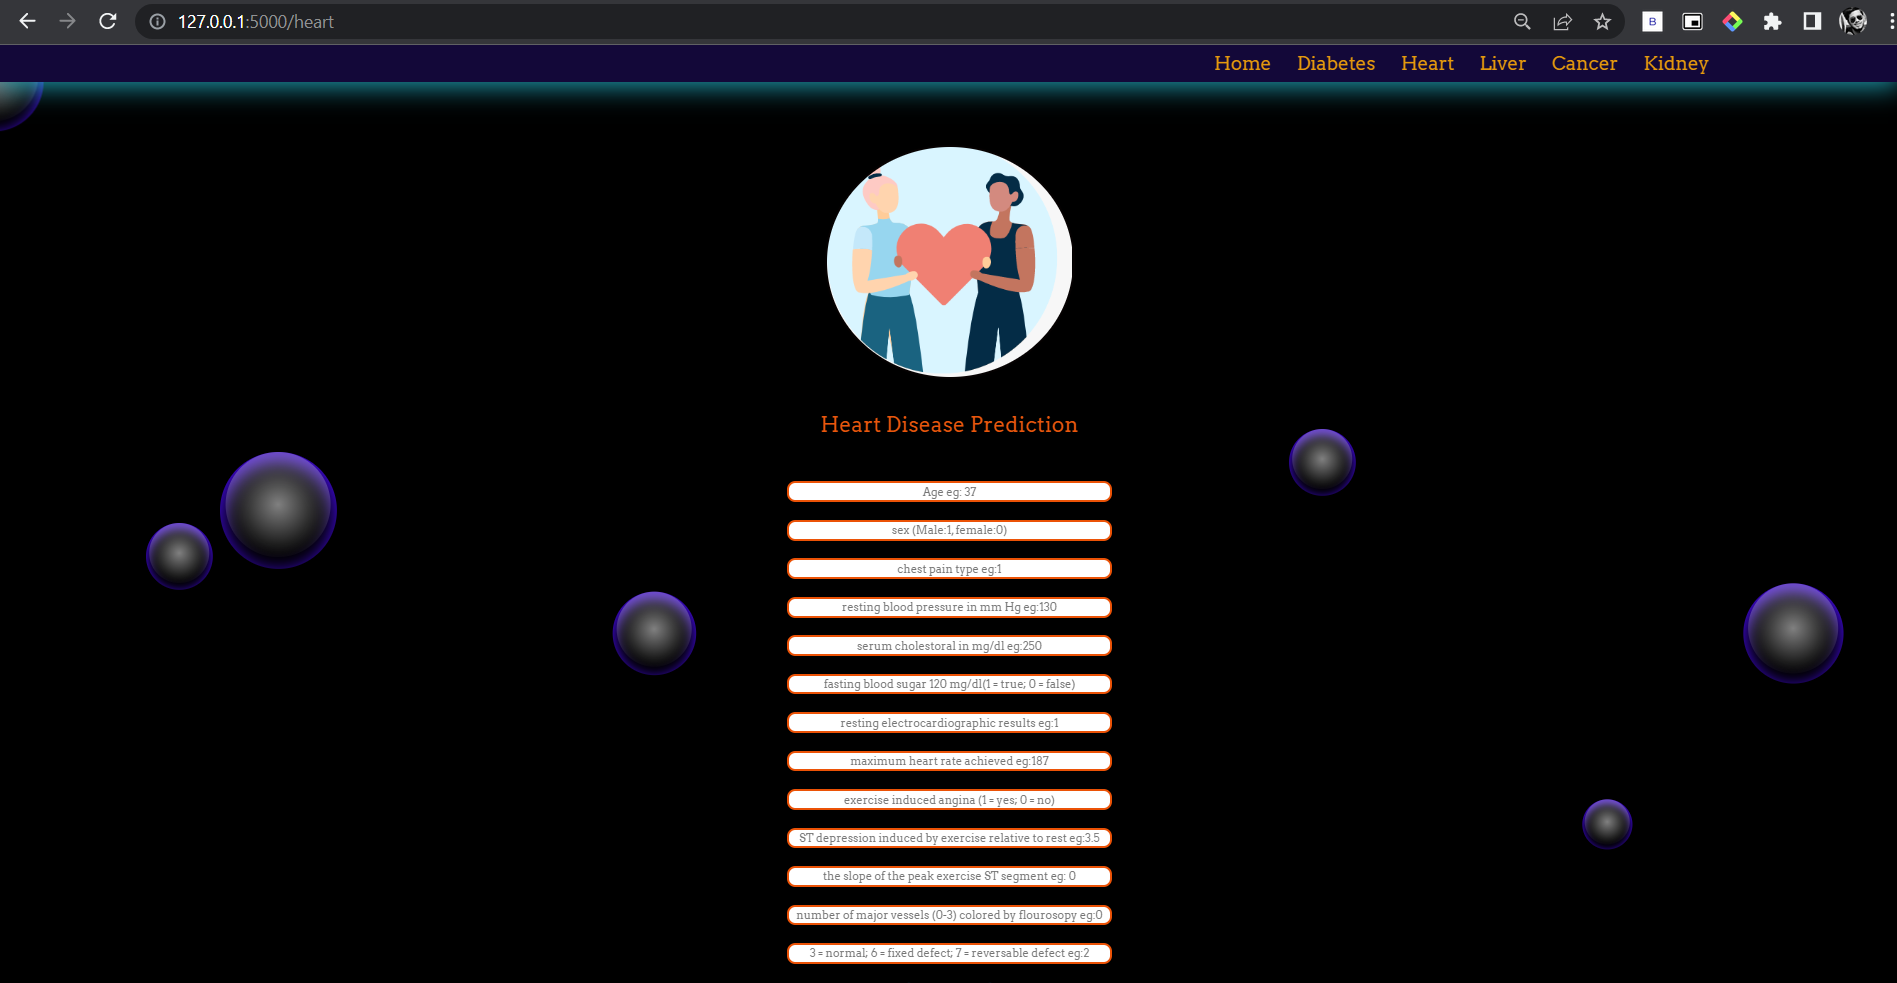 127.0.0.1:5000/heart
B
Home Diabetes Heart Liver Cancer Kidney
Heart Disease Prediction
Age eg: 37
sex (Male:1, female:0)
chest pain type eg:1
resting blood pressure in mm Hg eg:130
serum cholestoral in mg/dl eg:250
fasting blood sugar 120 mg/dl(1 = true; 0 = false)
resting electrocardiographic results eg:1
maximum heart rate achieved eg:187
exercise induced angina (1 = yes; 0 = no)
ST depression induced by exercise relative to rest eg:3.5
the slope of the peak exercise ST segment eg: 0
number of major vessels (0-3) colored by flourosopy eg:0
3 = normal; 6 = fixed defect; 7 = reversable defect eg:2